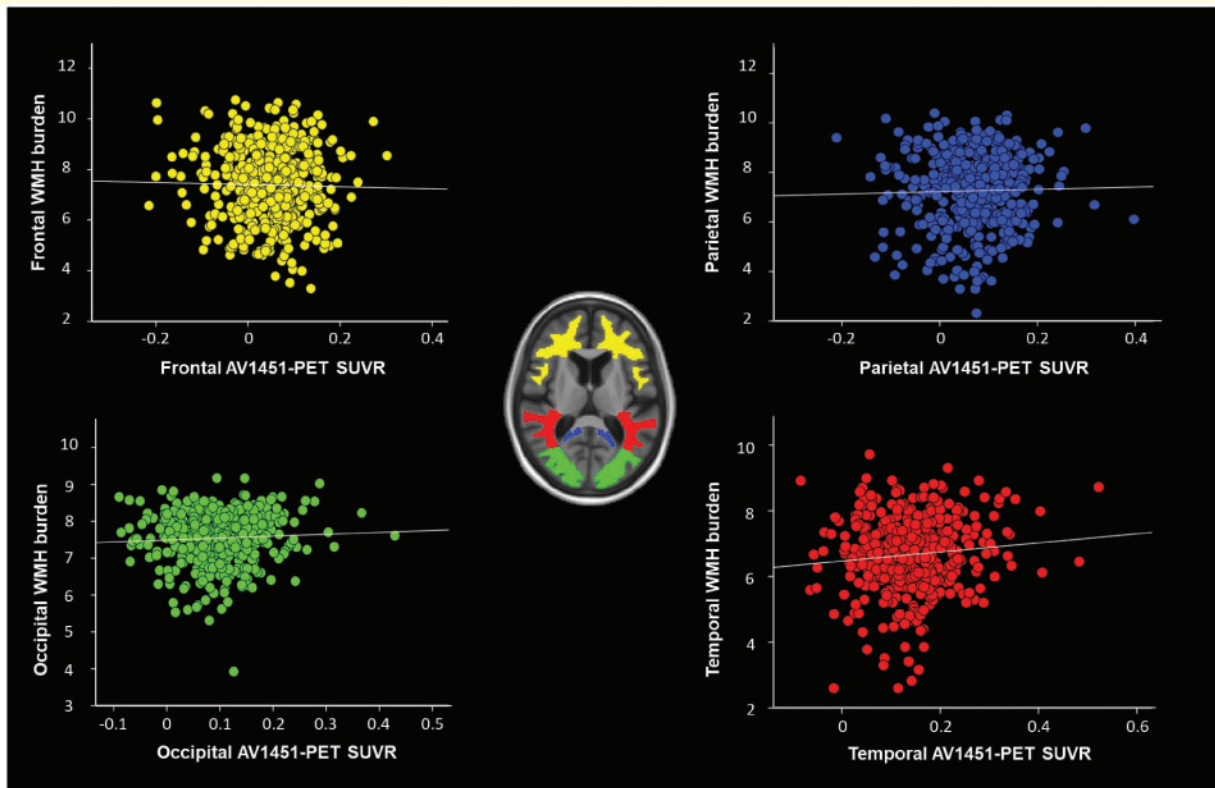 12
10
8
6
4
2
Frontal WMH burden
-0.2 0 0.2 0.4
Frontal AV1451-PET SUVR
12
10
8
6
4
2
Parietal WMH burden
-0.2 0 0.2 0.4
Parietal AV1451-PET SUVR
10
9
8
7
6
5
4
3
Occipital WMH burden
-0.1 0 0.1 0.2 0.3 0.4 0.5
Occipital AV1451-PET SUVR
10
8
6
4
2
Temporal WMH burden
0 0.2 0.4 0.6
Temporal AV1451-PET SUVR